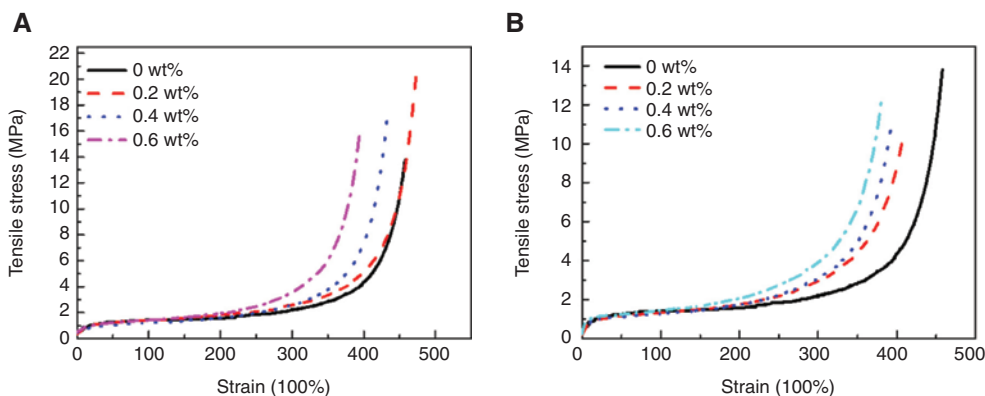 A
22
20
18
16
14
12
10
8
6
4
2
0
Tensile stress (MPa)
0 wt%
0.2 wt%
0.4 wt%
0.6 wt%
0 100 200 300 400 500
Strain (100%)
B
14
12
10
8
6
4
2
0
Tensile stress (MPa)
0 wt%
0.2 wt%
0.4 wt%
0.6 wt%
0 100 200 300 400 500
Strain (100%)